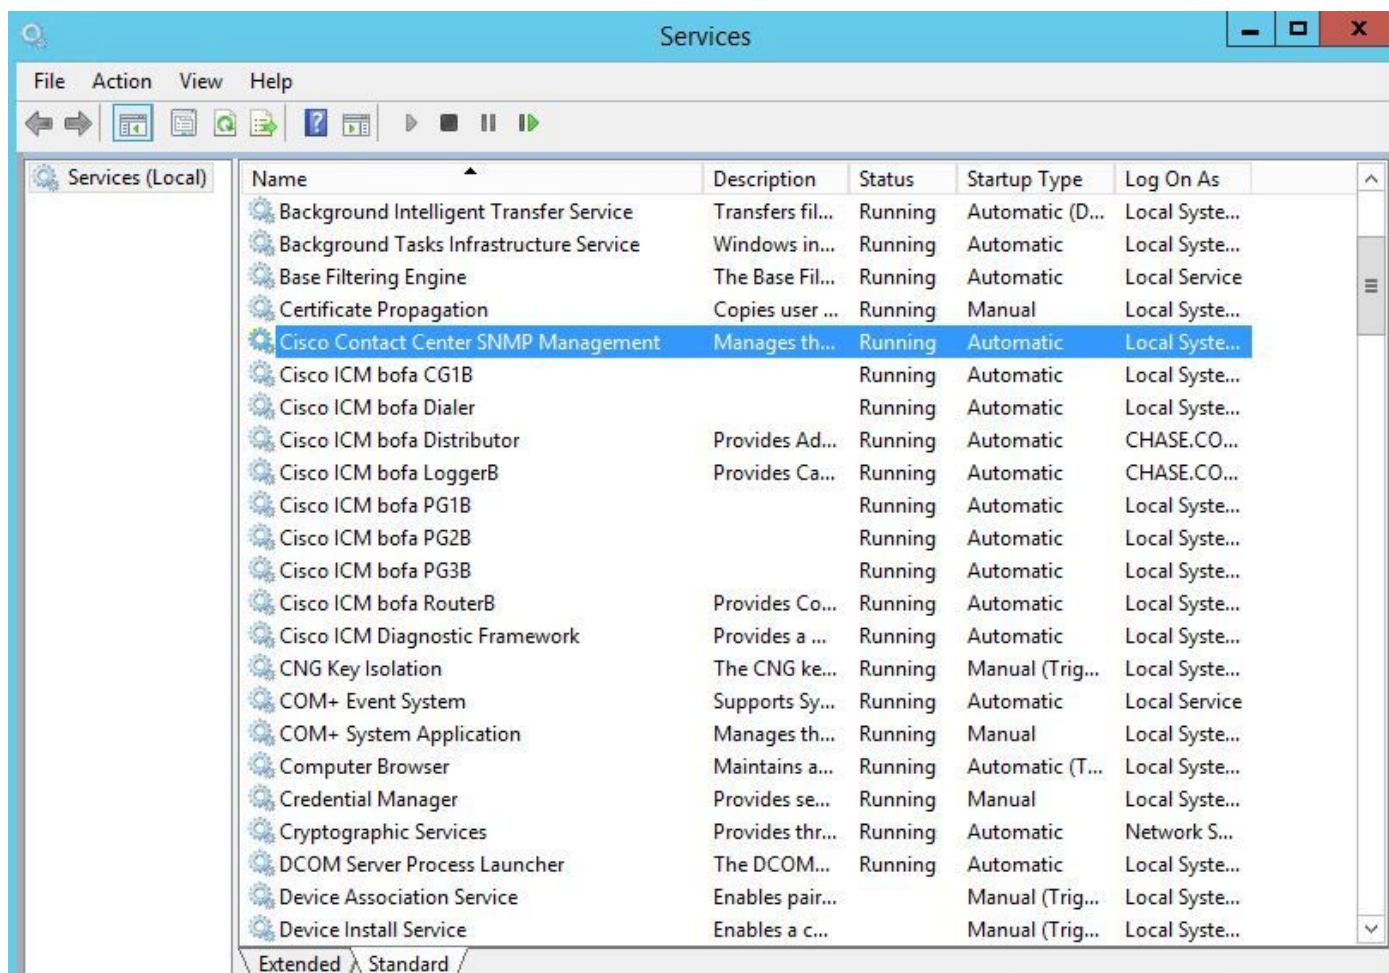 Services
File Action View Help
Services (Local)
Name Description Status Startup Type Log On As
Background Intelligent Transfer Service Transfers fil... Running Automatic (D... Local Syste...
Background Tasks Infrastructure Service Windows in... Running Automatic Local Syste...
Base Filtering Engine The Base Fil... Running Automatic Local Service
Certificate Propagation Copies user ... Running Manual Local Syste...
Cisco Contact Center SNMP Management Manages th... Running Automatic Local Syste...
Cisco ICM bofa CG1B Running Automatic Local Syste...
Cisco ICM bofa Dialer Running Automatic Local Syste...
Cisco ICM bofa Distributor Provides Ad... Running Automatic CHASE.CO...
Cisco ICM bofa LoggerB Provides Ca... Running Automatic CHASE.CO...
Cisco ICM bofa PG1B Running Automatic Local Syste...
Cisco ICM bofa PG2B Running Automatic Local Syste...
Cisco ICM bofa PG3B Running Automatic Local Syste...
Cisco ICM bofa RouterB Provides Co... Running Automatic Local Syste...
Cisco ICM Diagnostic Framework Provides a ... Running Automatic Local Syste...
CNG Key Isolation The CNG ke... Running Manual (Trig... Local Syste...
COM+ Event System Supports Sy... Running Automatic Local Service
COM+ System Application Manages th... Running Manual Local Syste...
Computer Browser Maintains a... Running Automatic (T... Local Syste...
Credential Manager Provides se... Running Manual Local Syste...
Cryptographic Services Provides thr... Running Automatic Network S...
DCOM Server Process Launcher The DCOM... Running Automatic Local Syste...
Device Association Service Enables pair... Manual (Trig... Local Syste...
Device Install Service Enables a c... Manual (Trig... Local Syste...
Extended Standard